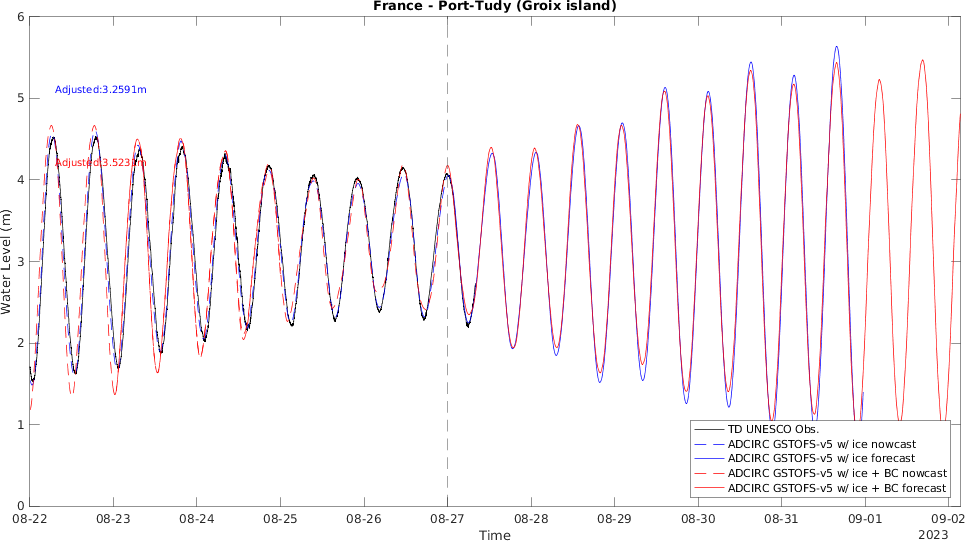 France - Port-Tudy (Groix island)
6
Adjusted:3.2591m
5
Adjusted:3.523
4
Water Level (m)
3
2
1
TD UNESCO Obs.
ADCIRC GSTOFS-v5 w/ ice nowcast
ADCIRC GSTOFS-v5 w/ ice forecast
ADCIRC GSTOFS-v5 w/ ice + BC nowcast
ADCIRC GSTOFS-v5 w/ ice + BC forecast
0
08-22 08-23 08-24 08-25 08-26 08-27 08-28 08-29 08-30 08-31 09-01 09-02
Time
2023